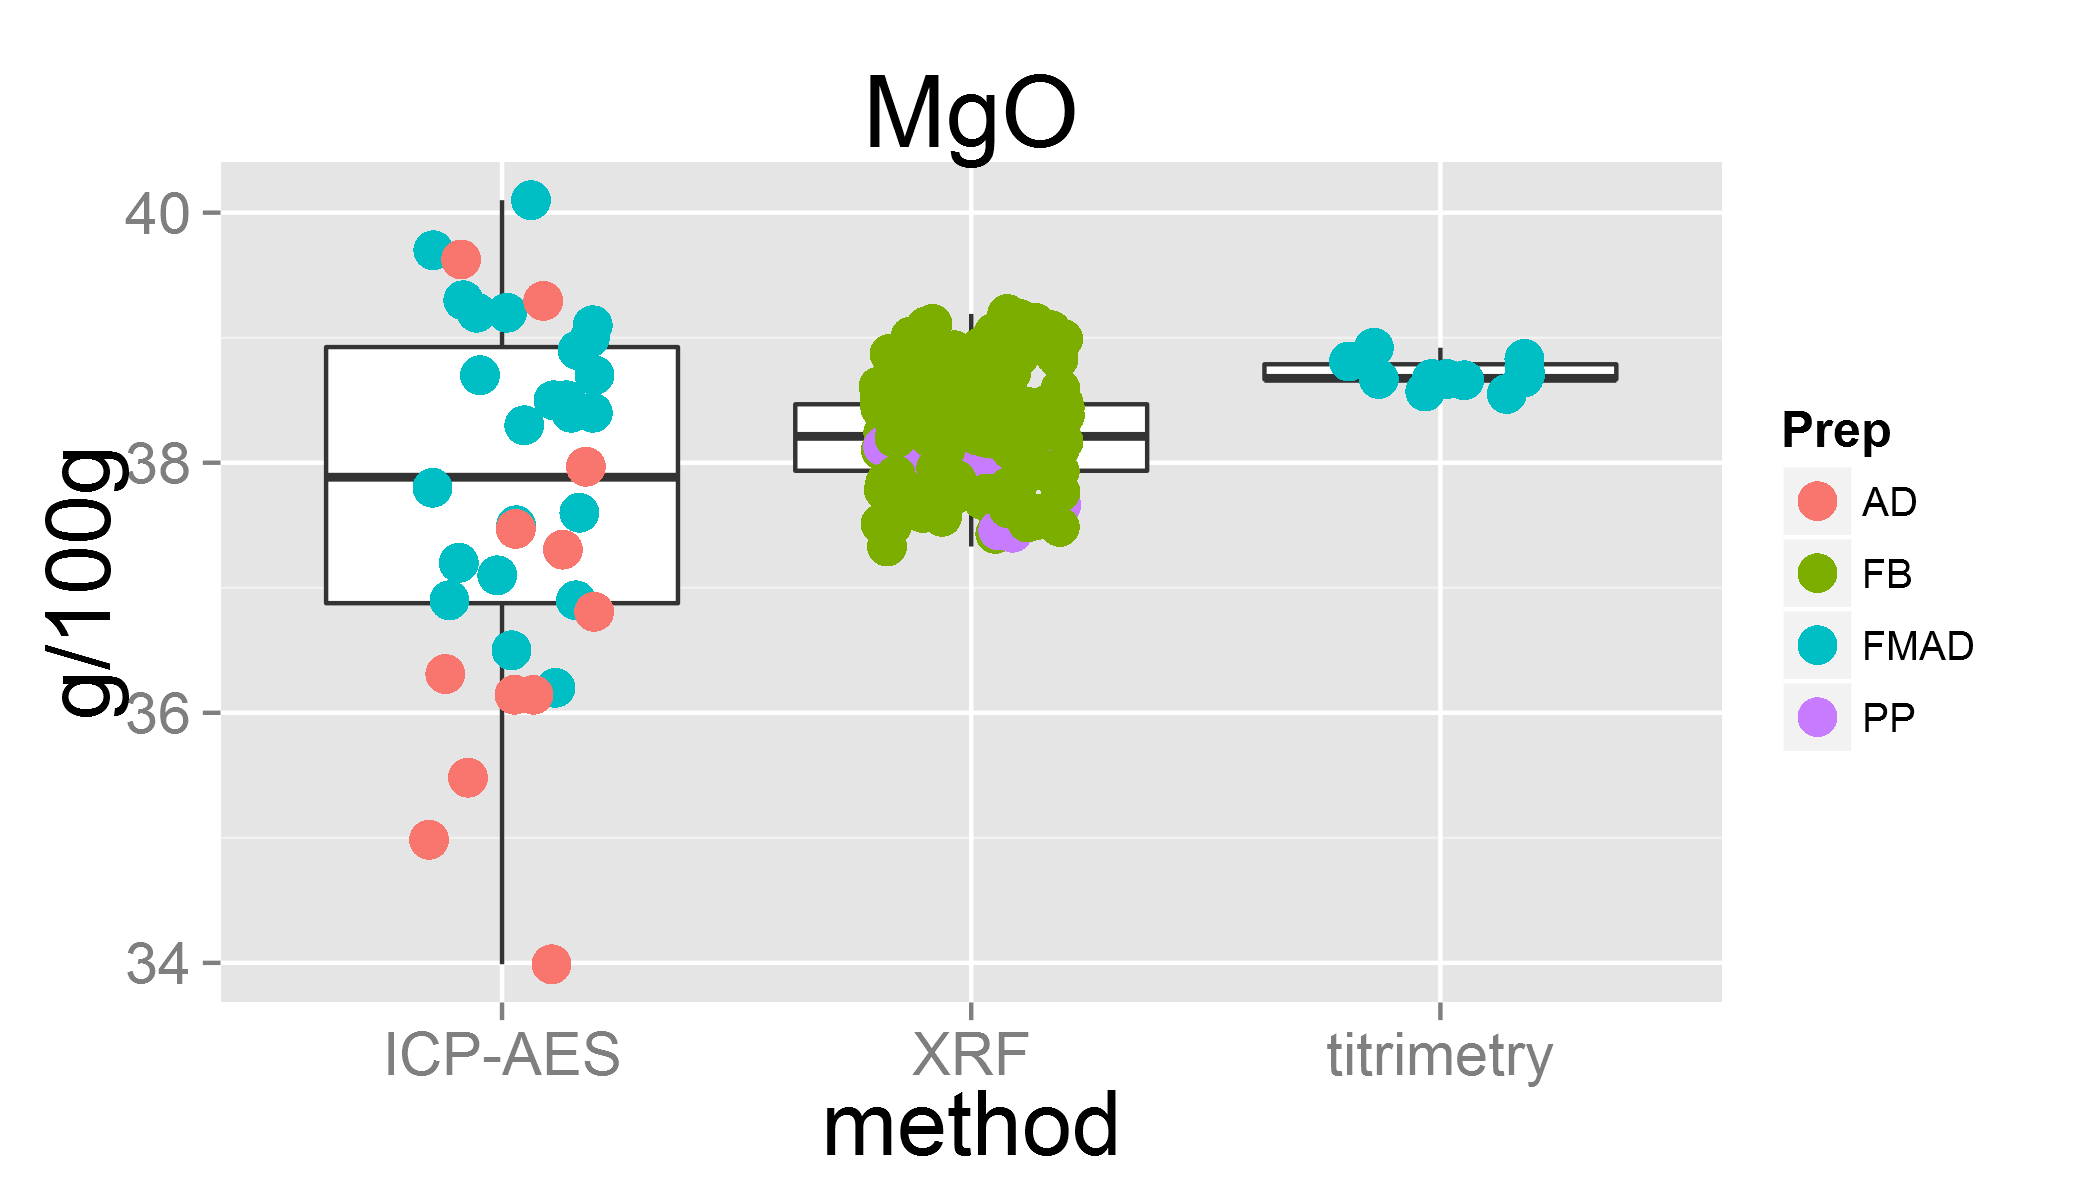 MgO
g/100g
40
38
36
34
ICP-AES
XRF
titrimetry
method
Prep
AD
FB
FMAD
PP